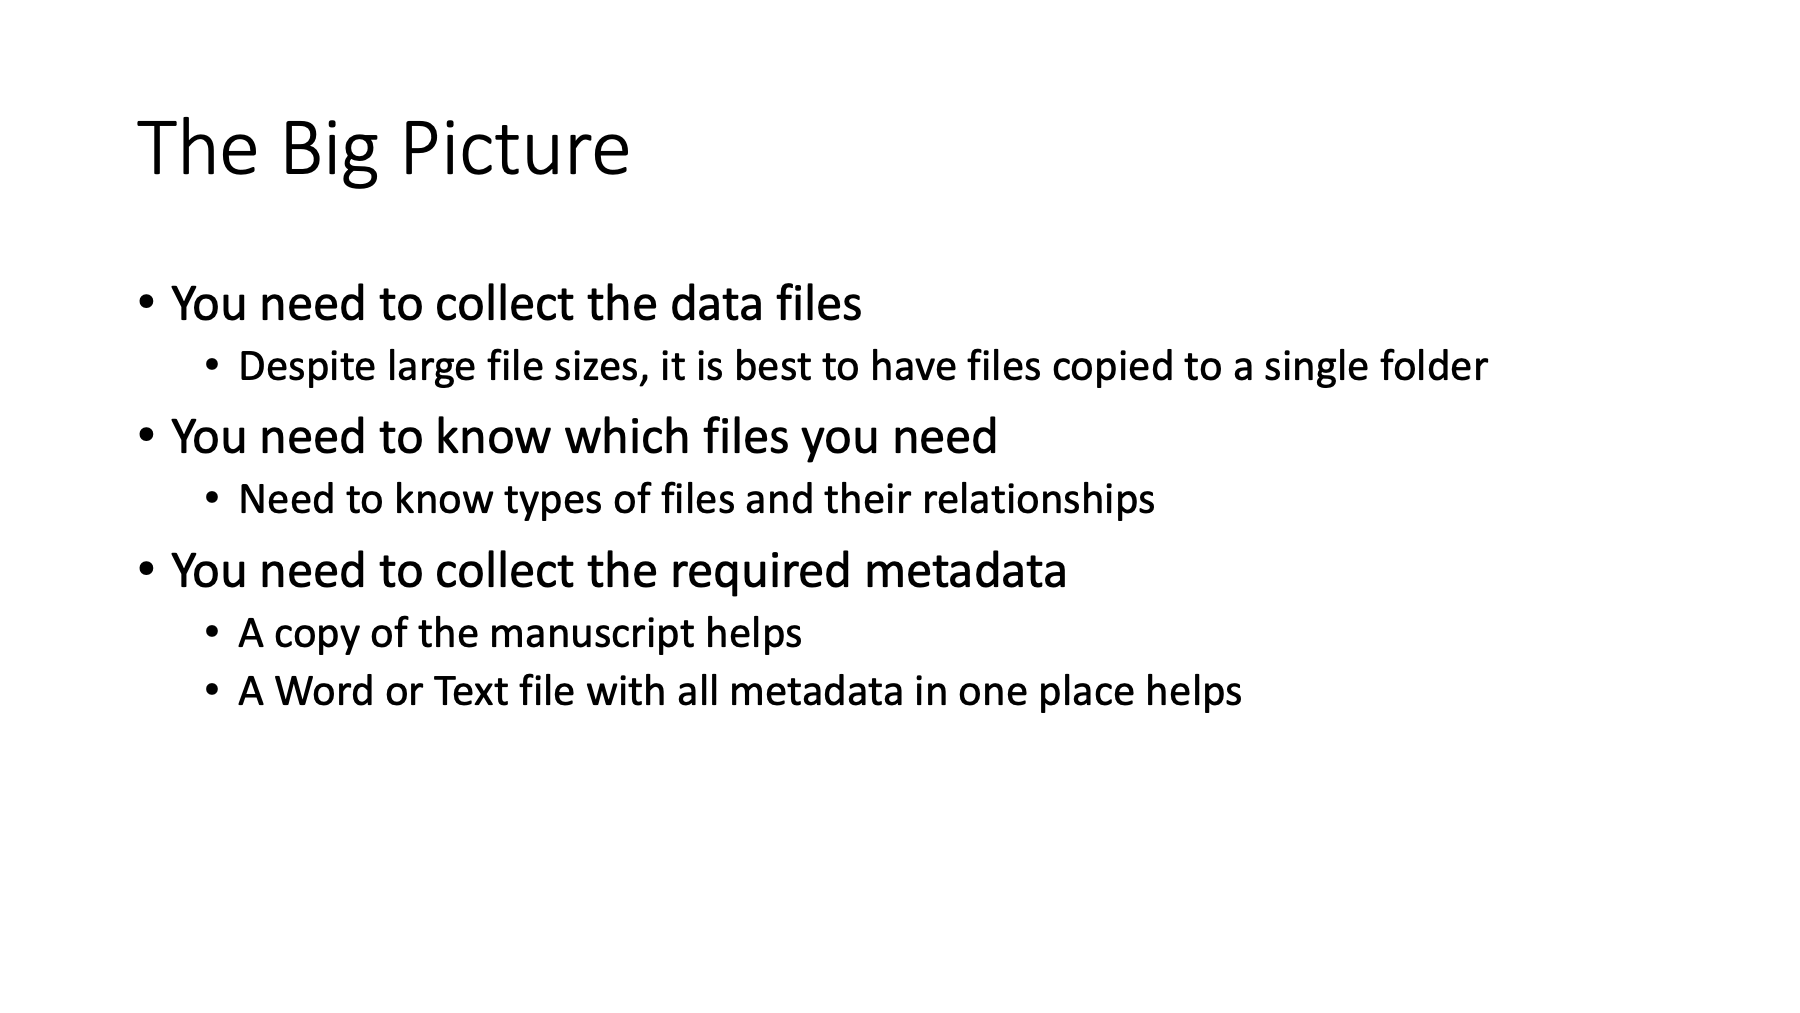 The Big Picture
• You need to collect the data files
• Despite large file sizes, it is best to have files copied to a single folder
• You need to know which files you need
• Need to know types of files and their relationships
• You need to collect the required metadata
• A copy of the manuscript helps
• A Word or Text file with all metadata in one place helps